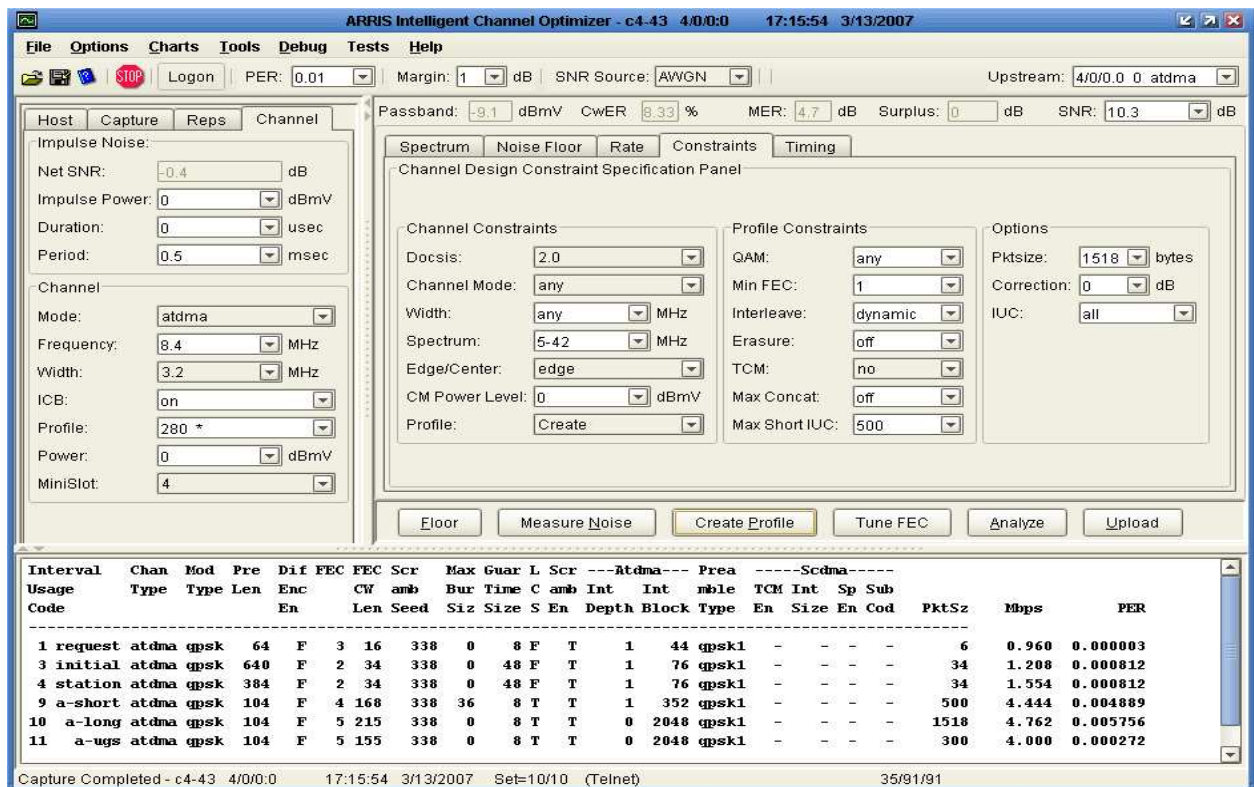 ARRIS Intelligent Channel Optimizer - c4-43 4/0/0:0 17:15:54 3/13/2007
File Options Charts Tools Debug Tests Help
STOP Logon PER: 0.01 Margin: 1 dB SNR Source: AWGN Upstream: 4/0/0.0 0 atdma
Host Capture Reps Channel
Impulse Noise:
Net SNR: -0.4 dB
Impulse Power: 0 dBmV
Duration: 0 usec
Period: 0.5 msec
Channel
Mode: atdma
Frequency: 8.4 MHz
Width: 3.2 MHz
ICB: on
Profile: 280 *
Power: 0 dBmV
MiniSlot: 4
Passband: -9.1 dBmV CwER 8.33 % MER: 4.7 dB Surplus: 0 dB SNR: 10.3 dB
Spectrum Noise Floor Rate Constraints Timing
Channel Design Constraint Specification Panel
Channel Constraints
Docsis: 2.0
Channel Mode: any
Width: any MHz
Spectrum: 5-42 MHz
Edge/Center: edge
CM Power Level: 0 dBmV
Profile: Create
Profile Constraints
QAM: any
Min FEC: 1
Interleave: dynamic
Erasure: off
TCM: no
Max Concat: off
Max Short IUC: 500
Options
Pktsize: 1518 bytes
Correction: 0 dB
IUC: all
Floor Measure Noise Create Profile Tune FEC Analyze Upload
Interval Chan Mod Pre Dif FEC FEC Scr Max Guar L Scr ---Atdma--- Prea -----Scdma-----
Usage Type Type Len Enc CW amb Bur Time C amb Int Int mble TCM Int Sp Sub
Code En Len Seed Siz Size S En Depth Block Type En Size En Cod PktSz Mbps PER
1 request atdma qpsk 64 F 3 16 338 0 8 F T 1 44 qpsk1 - - - - 6 0.960 0.000003
3 initial atdma qpsk 640 F 2 34 338 0 48 F T 1 76 qpsk1 - - - - 34 1.208 0.000812
4 station atdma qpsk 384 F 2 34 338 0 48 F T 1 76 qpsk1 - - - - 34 1.554 0.000812
9 a-short atdma qpsk 104 F 4 168 338 36 8 T T 1 352 qpsk1 - - - - 500 4.444 0.004889
10 a-long atdma qpsk 104 F 5 215 338 0 8 T T 0 2048 qpsk1 - - - - 1518 4.762 0.005756
11 a-ugs atdma qpsk 104 F 5 155 338 0 8 T T 0 2048 qpsk1 - - - - 300 4.000 0.000272
Capture Completed - c4-43 4/0/0:0 17:15:54 3/13/2007 Set=10/10 (Telnet) 35/91/91